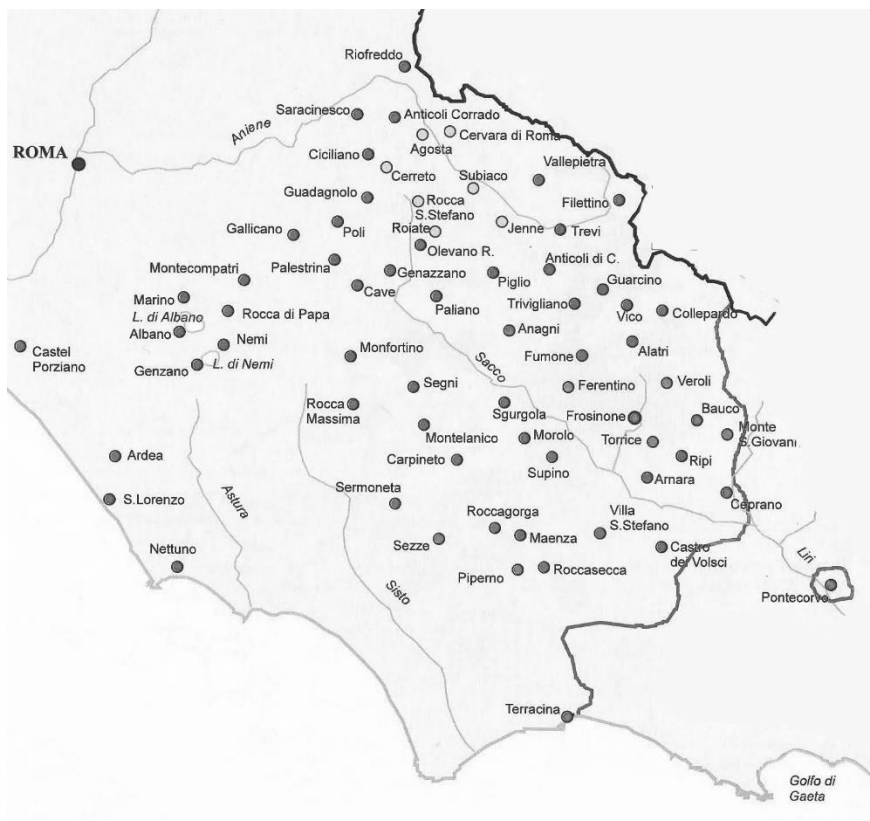 Riofreddo
Saracinesco
Anticoli Corrado
Aniene
Cervara di Roma
Agosta
ROMA
Ciciliano
Vallepietra
Cerreto
Subiaco
Guadagnolo
Rocca
S.Stefano
Filettino
Gallicano
Poli
Roiate
Jenne
Trevi
Olevano R.
Montecompatri
Palestrina
Genazzano
Anticoli di C.
Piglio
Guarcino
Marino
Cave
Paliano
Trivigliano
L. di Albano
Rocca di Papa
Vico
Collepardo
Albano
Nemi
Anagni
Castel
Porziano
Monfortino
Fumone
Alatri
Genzano
L. di Nemi
Sacco
Segni
Ferentino
Veroli
Rocca
Massima
Sgurgola
Frosinone
Bauco
Montelanico
Morolo
Torrice
Monte
S.Giovani
Ardea
Carpineto
Supino
Ripi
Arnara
Sermoneta
Ceprano
S.Lorenzo
Astura
Roccagorga
Villa
S.Stefano
Sezze
Maenza
Castro
dei Volsci
Liri
Nettuno
Sisto
Piperno
Roccasecca
Pontecorvo
Terracina
Golfo di
Gaeta